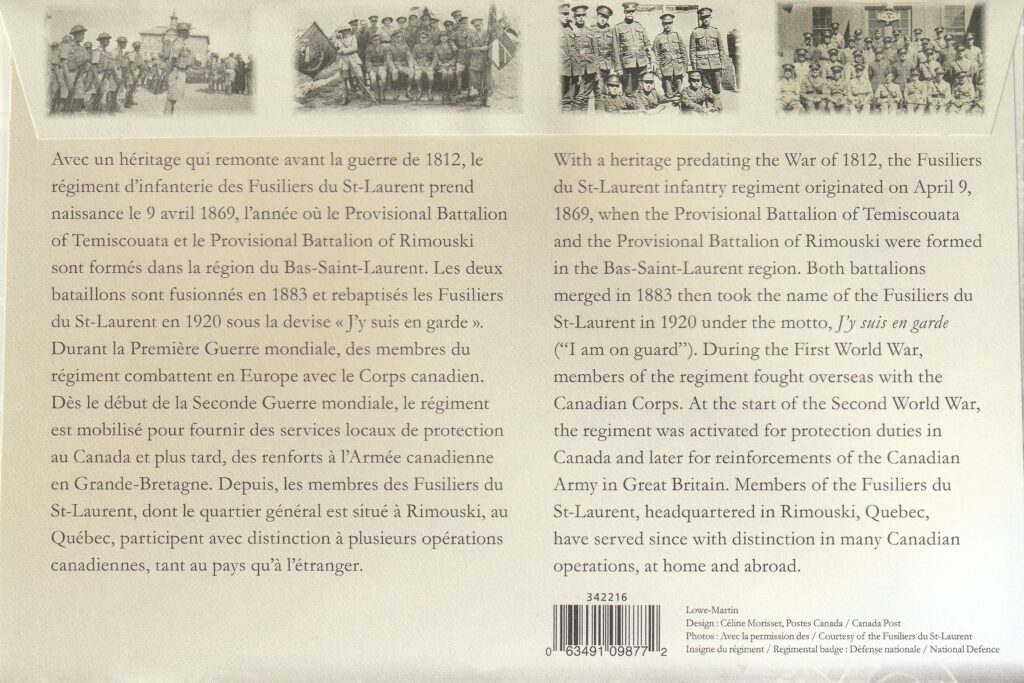 Avec un héritage qui remonte avant la guerre de 1812, le
régiment d'infanterie des Fusiliers du St-Laurent prend
naissance le 9 avril 1869, l'année où le Provisional Battalion
of Temiscouata et le Provisional Battalion of Rimouski
sont formés dans la région du Bas-Saint-Laurent. Les deux
bataillons sont fusionnés en 1883 et rebaptisés les Fusiliers
du St-Laurent en 1920 sous la devise « J'y suis en garde ».
Durant la Première Guerre mondiale, des membres du
régiment combattent en Europe avec le Corps canadien.
Dès le début de la Seconde Guerre mondiale, le régiment
est mobilisé pour fournir des services locaux de protection
au Canada et plus tard, des renforts à l'Armée canadienne
en Grande-Bretagne. Depuis, les membres des Fusiliers du
St-Laurent, dont le quartier général est situé à Rimouski, au
Québec, participent avec distinction à plusieurs opérations
canadiennes, tant au pays qu'à l'étranger.
With a heritage predating the War of 1812, the Fusiliers
du St-Laurent infantry regiment originated on April 9,
1869, when the Provisional Battalion of Temiscouata
and the Provisional Battalion of Rimouski were formed
in the Bas-Saint-Laurent region. Both battalions
merged in 1883 then took the name of the Fusiliers du
St-Laurent in 1920 under the motto, J'y suis en garde
("I am on guard"). During the First World War,
members of the regiment fought overseas with the
Canadian Corps. At the start of the Second World War,
the regiment was activated for protection duties in
Canada and later for reinforcements of the Canadian
Army in Great Britain. Members of the Fusiliers du
St-Laurent, headquartered in Rimouski, Quebec,
have served since with distinction in many Canadian
operations, at home and abroad.
342216
0 63491 09877 2
Lowe-Martin
Design : Céline Morisset, Postes Canada / Canada Post
Photos : Avec la permission des / Courtesy of the Fusiliers du St-Laurent
Insigne du régiment / Regimental badge : Défense nationale / National Defence